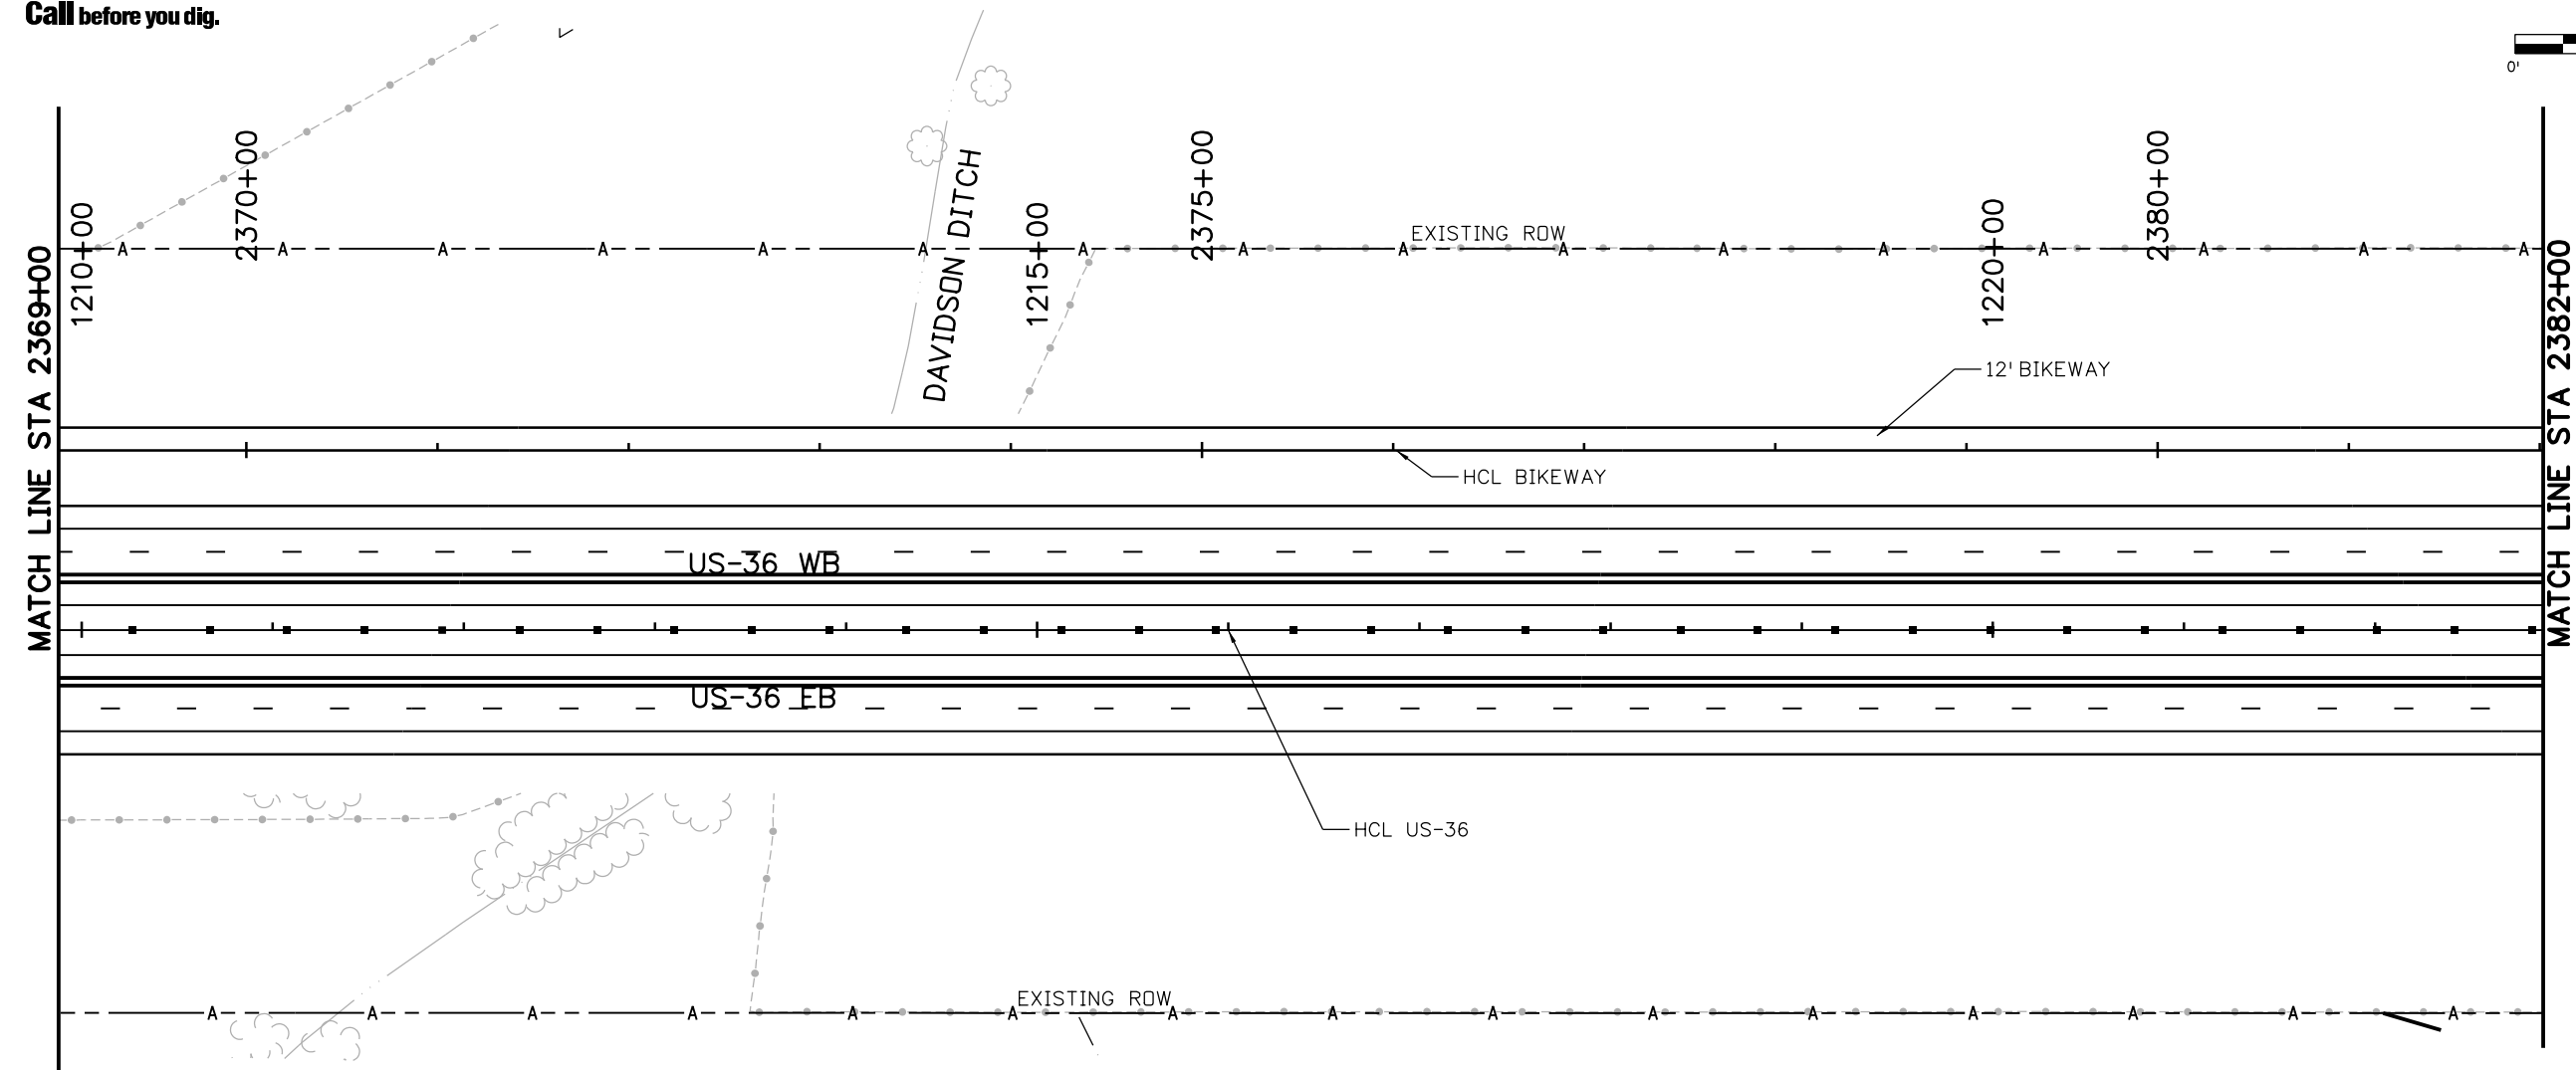 Call before you dig.
0'
2370+00
2375+00
2380+00
1210+00
1215+00
1220+00
DAVIDSON DITCH
EXISTING ROW
A A A A A A A A A A A A A A A A
MATCH LINE STA 2369+00
MATCH LINE STA 2382+00
12' BIKEWAY
HCL BIKEWAY
US-36 WB
US-36 EB
HCL US-36
EXISTING ROW
A A A A A A A A A A A A A A A